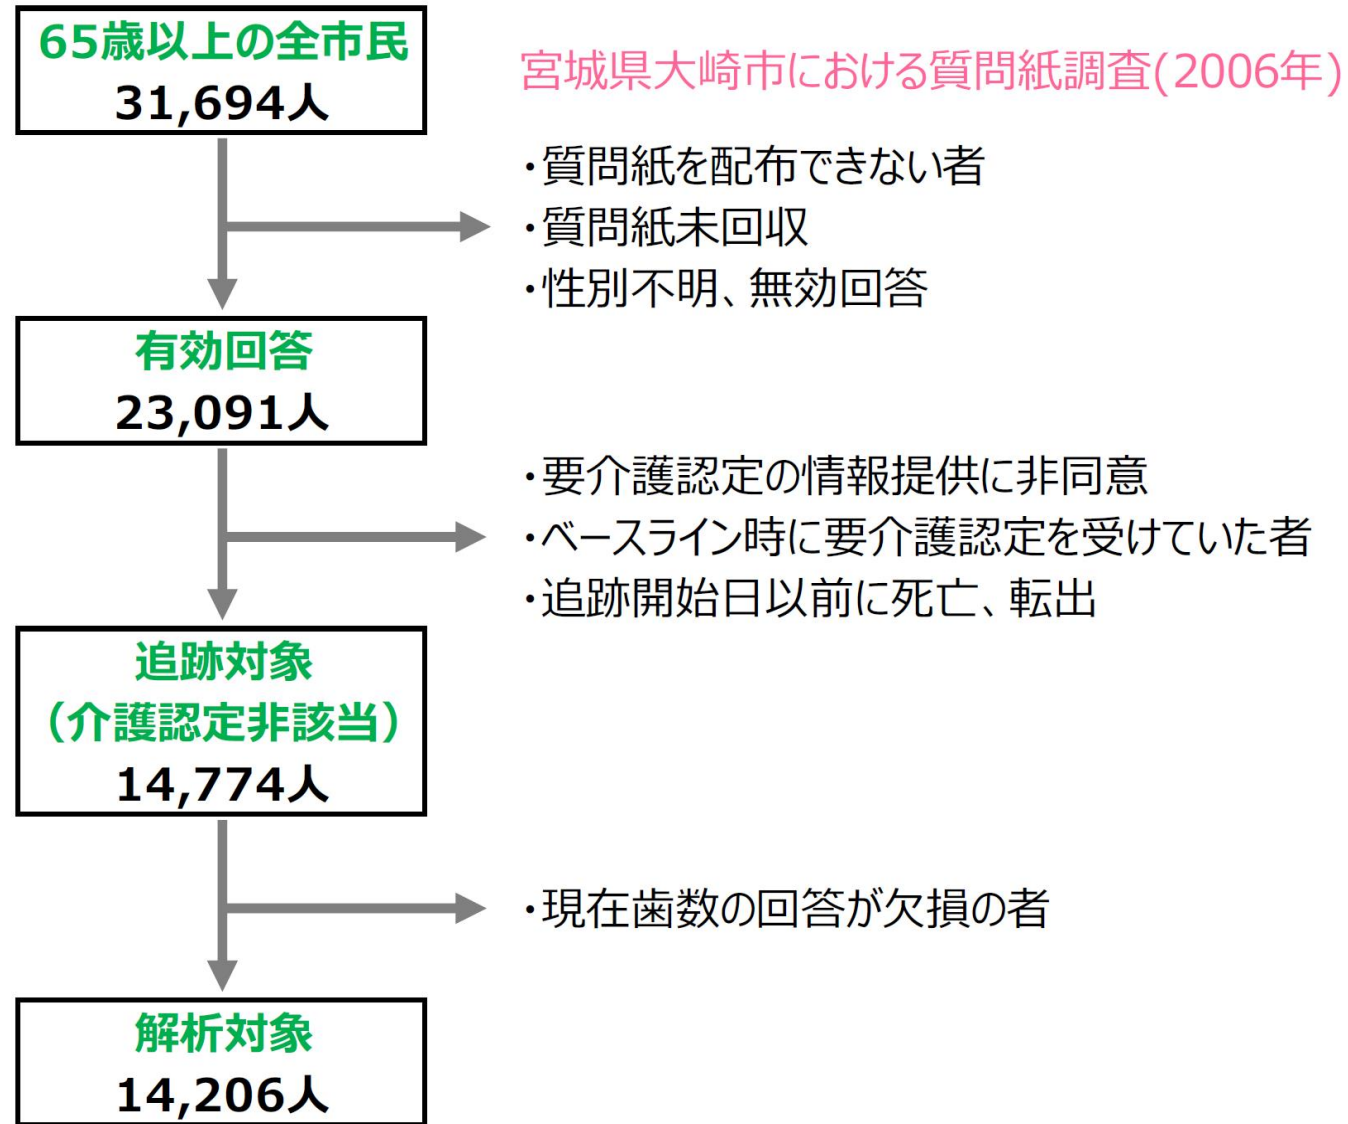 65歳以上の全市民
31,694人
宮城県大崎市における質問紙調査(2006年)
・質問紙を配布できない者
・質問紙未回収
・性別不明、無効回答
有効回答
23,091人
・要介護認定の情報提供に非同意
・ベースライン時に要介護認定を受けていた者
・追跡開始日以前に死亡、転出
追跡対象
（介護認定非該当）
14,774人
・現在歯数の回答が欠損の者
解析対象
14,206人